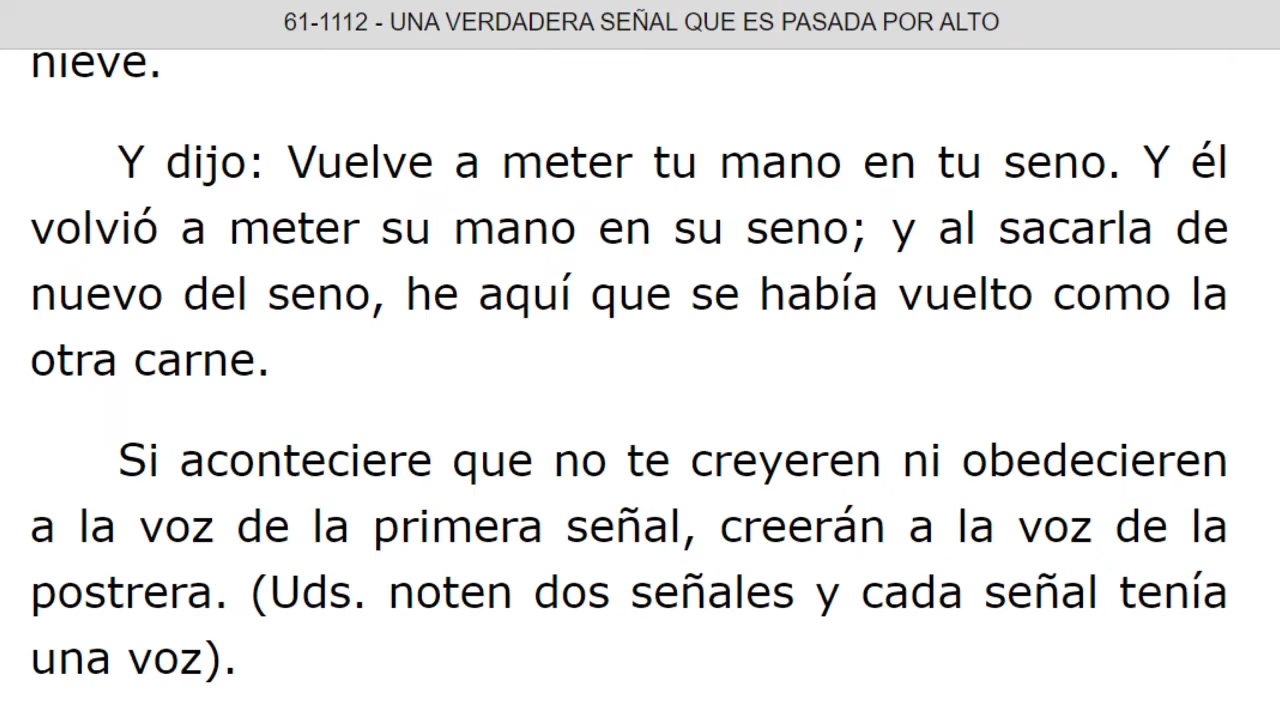 61-1112 - UNA VERDADERA SEÑAL QUE ES PASADA POR ALTO
nieve.
Y dijo: Vuelve a meter tu mano en tu seno. Y él
volvió a meter su mano en su seno; y al sacarla de
nuevo del seno, he aquí que se había vuelto como la
otra carne.
Si aconteciere que no te creyeren ni obedecieren
a la voz de la primera señal, creerán a la voz de la
postrera. (Uds. noten dos señales y cada señal tenía
una voz).